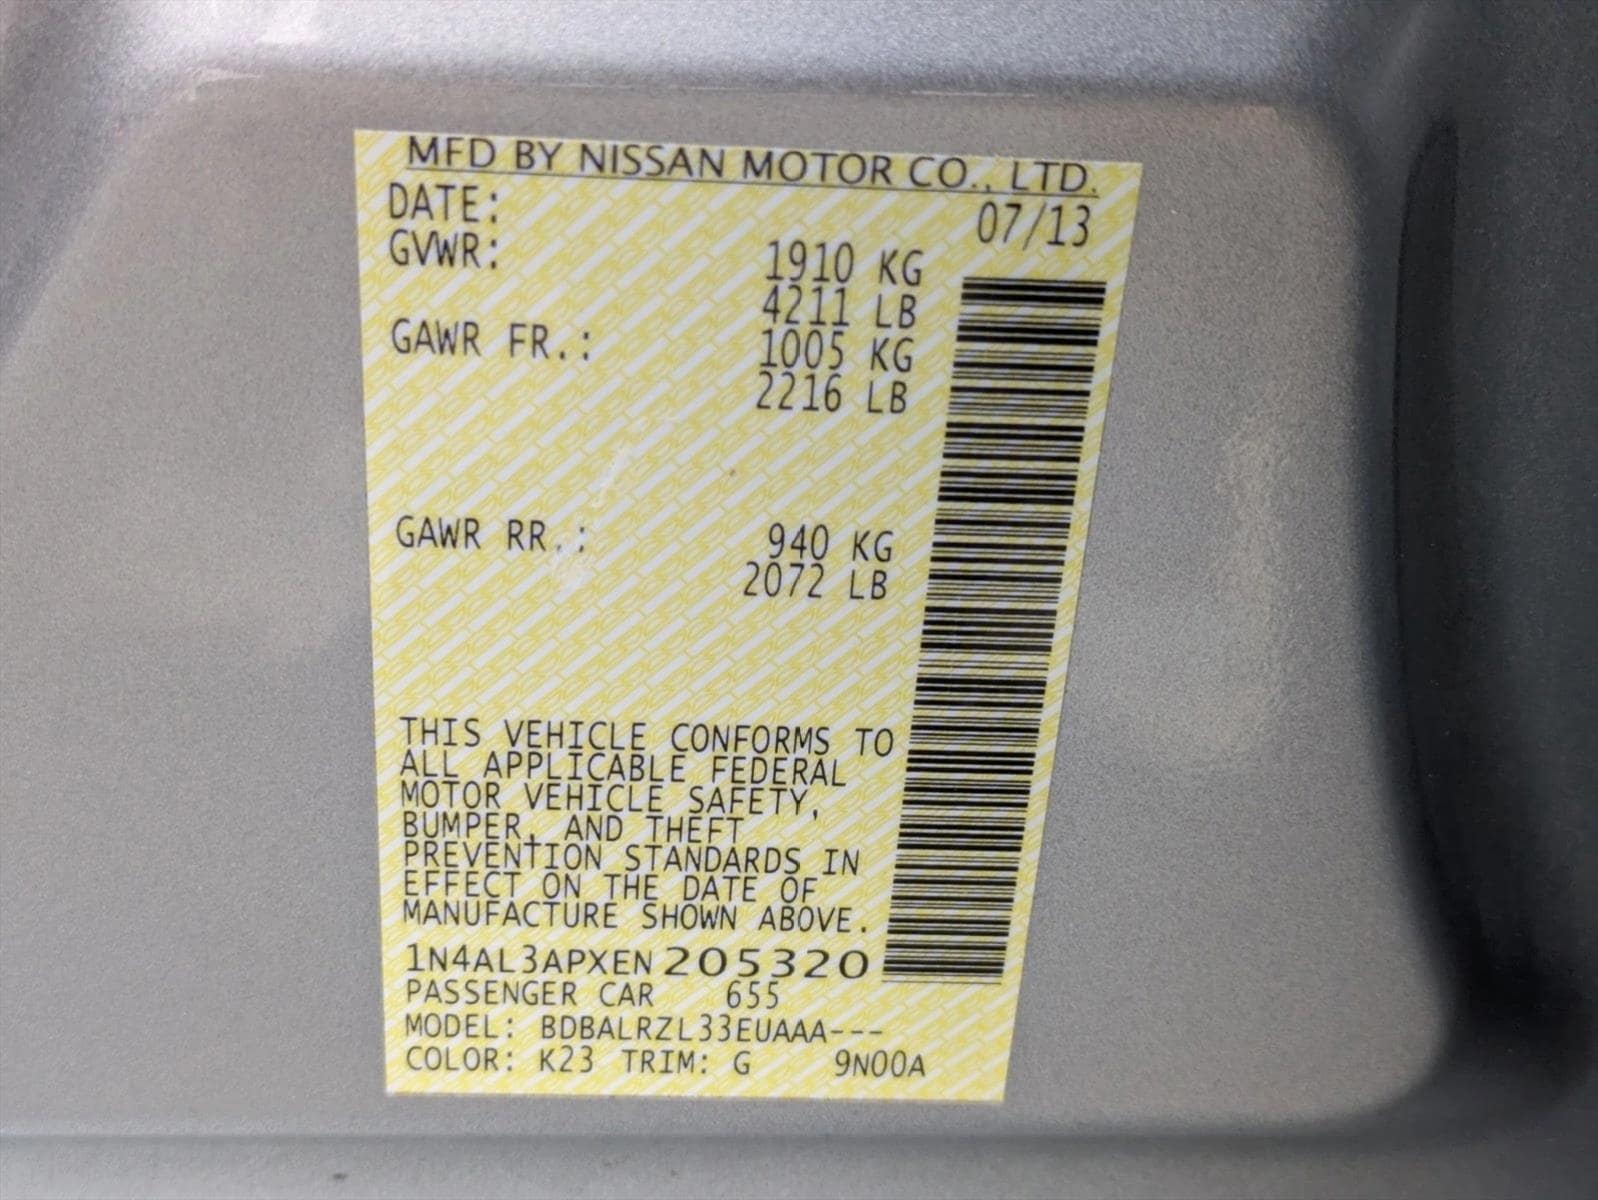 MFD BY NISSAN MOTOR CO., LTD.
DATE: 07/13
GVWR: 1910 KG
4211 LB
GAWR FR.: 1005 KG
2216 LB
GAWR RR.: 940 KG
2072 LB
THIS VEHICLE CONFORMS TO
ALL APPLICABLE FEDERAL
MOTOR VEHICLE SAFETY,
BUMPER, AND THEFT
PREVENTION STANDARDS IN
EFFECT ON THE DATE OF
MANUFACTURE SHOWN ABOVE.
1N4AL3APXEN205320
PASSENGER CAR 655
MODEL: BDBALRZL33EUAAA---
COLOR: K23 TRIM: G 9N00A